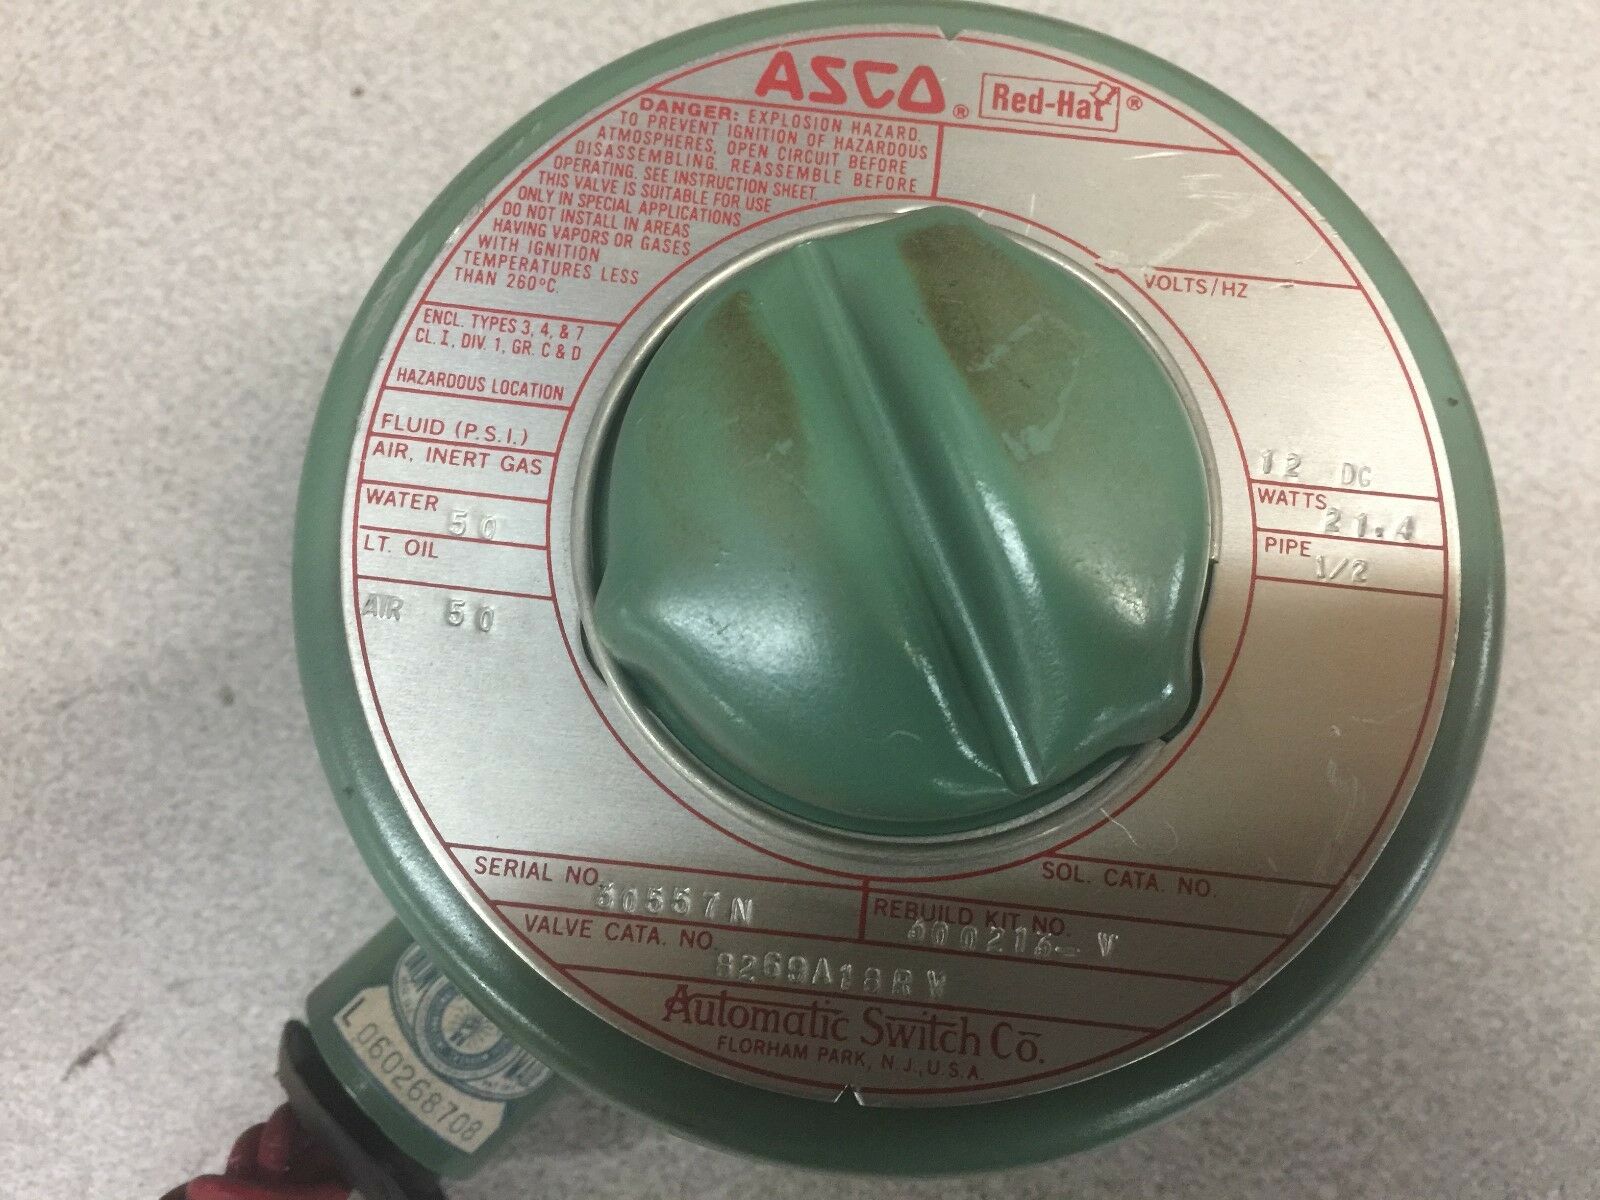 ASCO® Red-Hat®
DANGER: EXPLOSION HAZARD.
TO PREVENT IGNITION OF HAZARDOUS
ATMOSPHERES, OPEN CIRCUIT BEFORE
DISASSEMBLING. REASSEMBLE BEFORE
OPERATING. SEE INSTRUCTION SHEET.
THIS VALVE IS SUITABLE FOR USE
ONLY IN SPECIAL APPLICATIONS
DO NOT INSTALL IN AREAS
HAVING VAPORS OR GASES
WITH IGNITION
TEMPERATURES LESS
THAN 260°C.
ENCL. TYPES 3, 4, & 7
CL. I, DIV. 1, GR. C & D
HAZARDOUS LOCATION
FLUID (P.S.I.)
AIR, INERT GAS
WATER 50
LT. OIL
AIR 50
VOLTS/HZ
12 DC
WATTS 21.4
PIPE 1/2
SERIAL NO. 30557N
SOL. CATA. NO.
REBUILD KIT NO.
V
VALVE CATA. NO.
8269A18RV
Automatic Switch Co.
FLORHAM PARK, N.J., U.S.A.
L 060268708